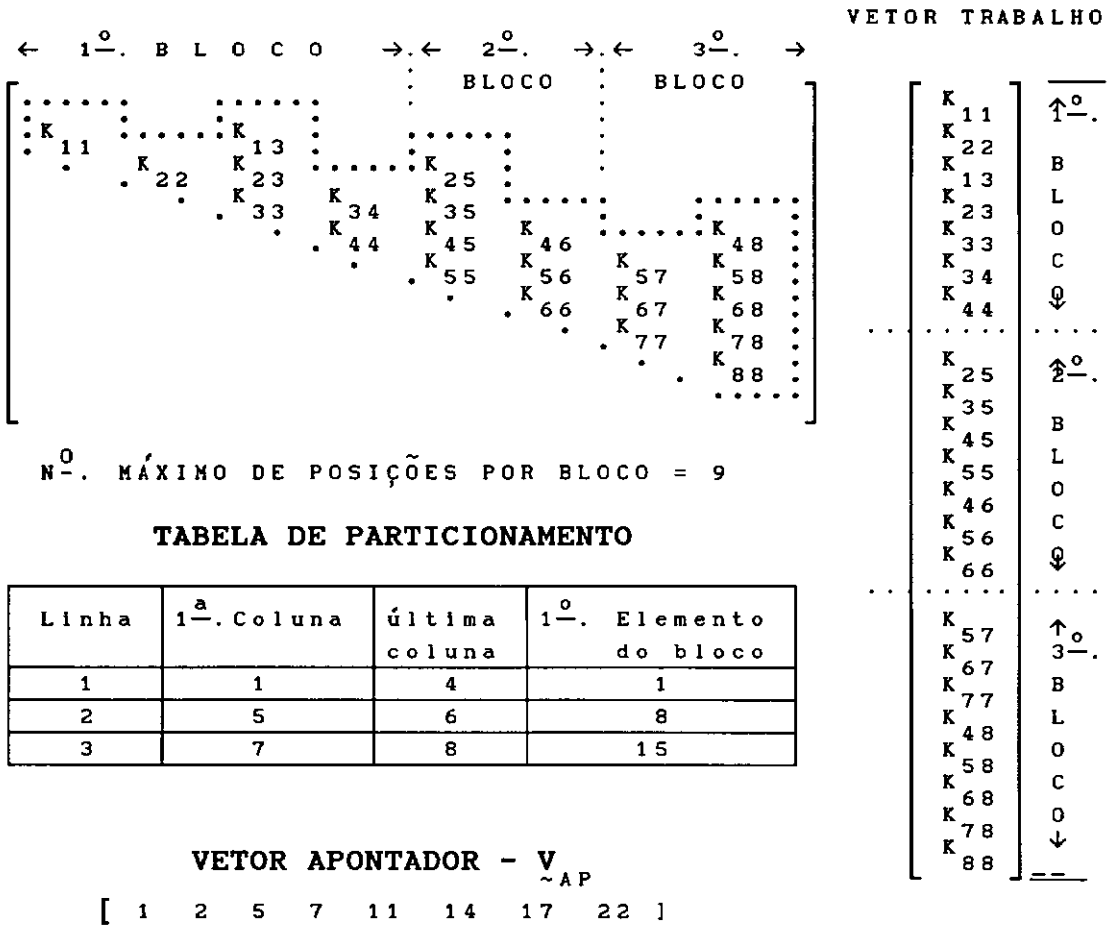 VETOR TRABALHO
← 1º. B L O C O → . ← 2º. → . ← 3º. →
BLOCO BLOCO
K11 K13
K22 K23 K25
K33 K34 K35
K44 K45 K46 K48
K55 K56 K57 K58
K66 K67 K68
K77 K78
K88
Nº. MÁXIMO DE POSIÇÕES POR BLOCO = 9
TABELA DE PARTICIONAMENTO
Linha 1ª. Coluna última coluna 1º. Elemento do bloco
1 1 4 1
2 5 6 8
3 7 8 15
VETOR APONTADOR - V~AP
[ 1 2 5 7 11 14 17 22 ]
K11 ↑ 1º.
K22
K13 B
K23 L
K33 O
K34 C
K44 O ↓
K25 ↑ 2º.
K35
K45 B
K55 L
K46 O
K56 C
K66 O ↓
K57 ↑
K67 3º.
K77 B
K48 L
K58 O
K68 C
K78 O
K88 ↓